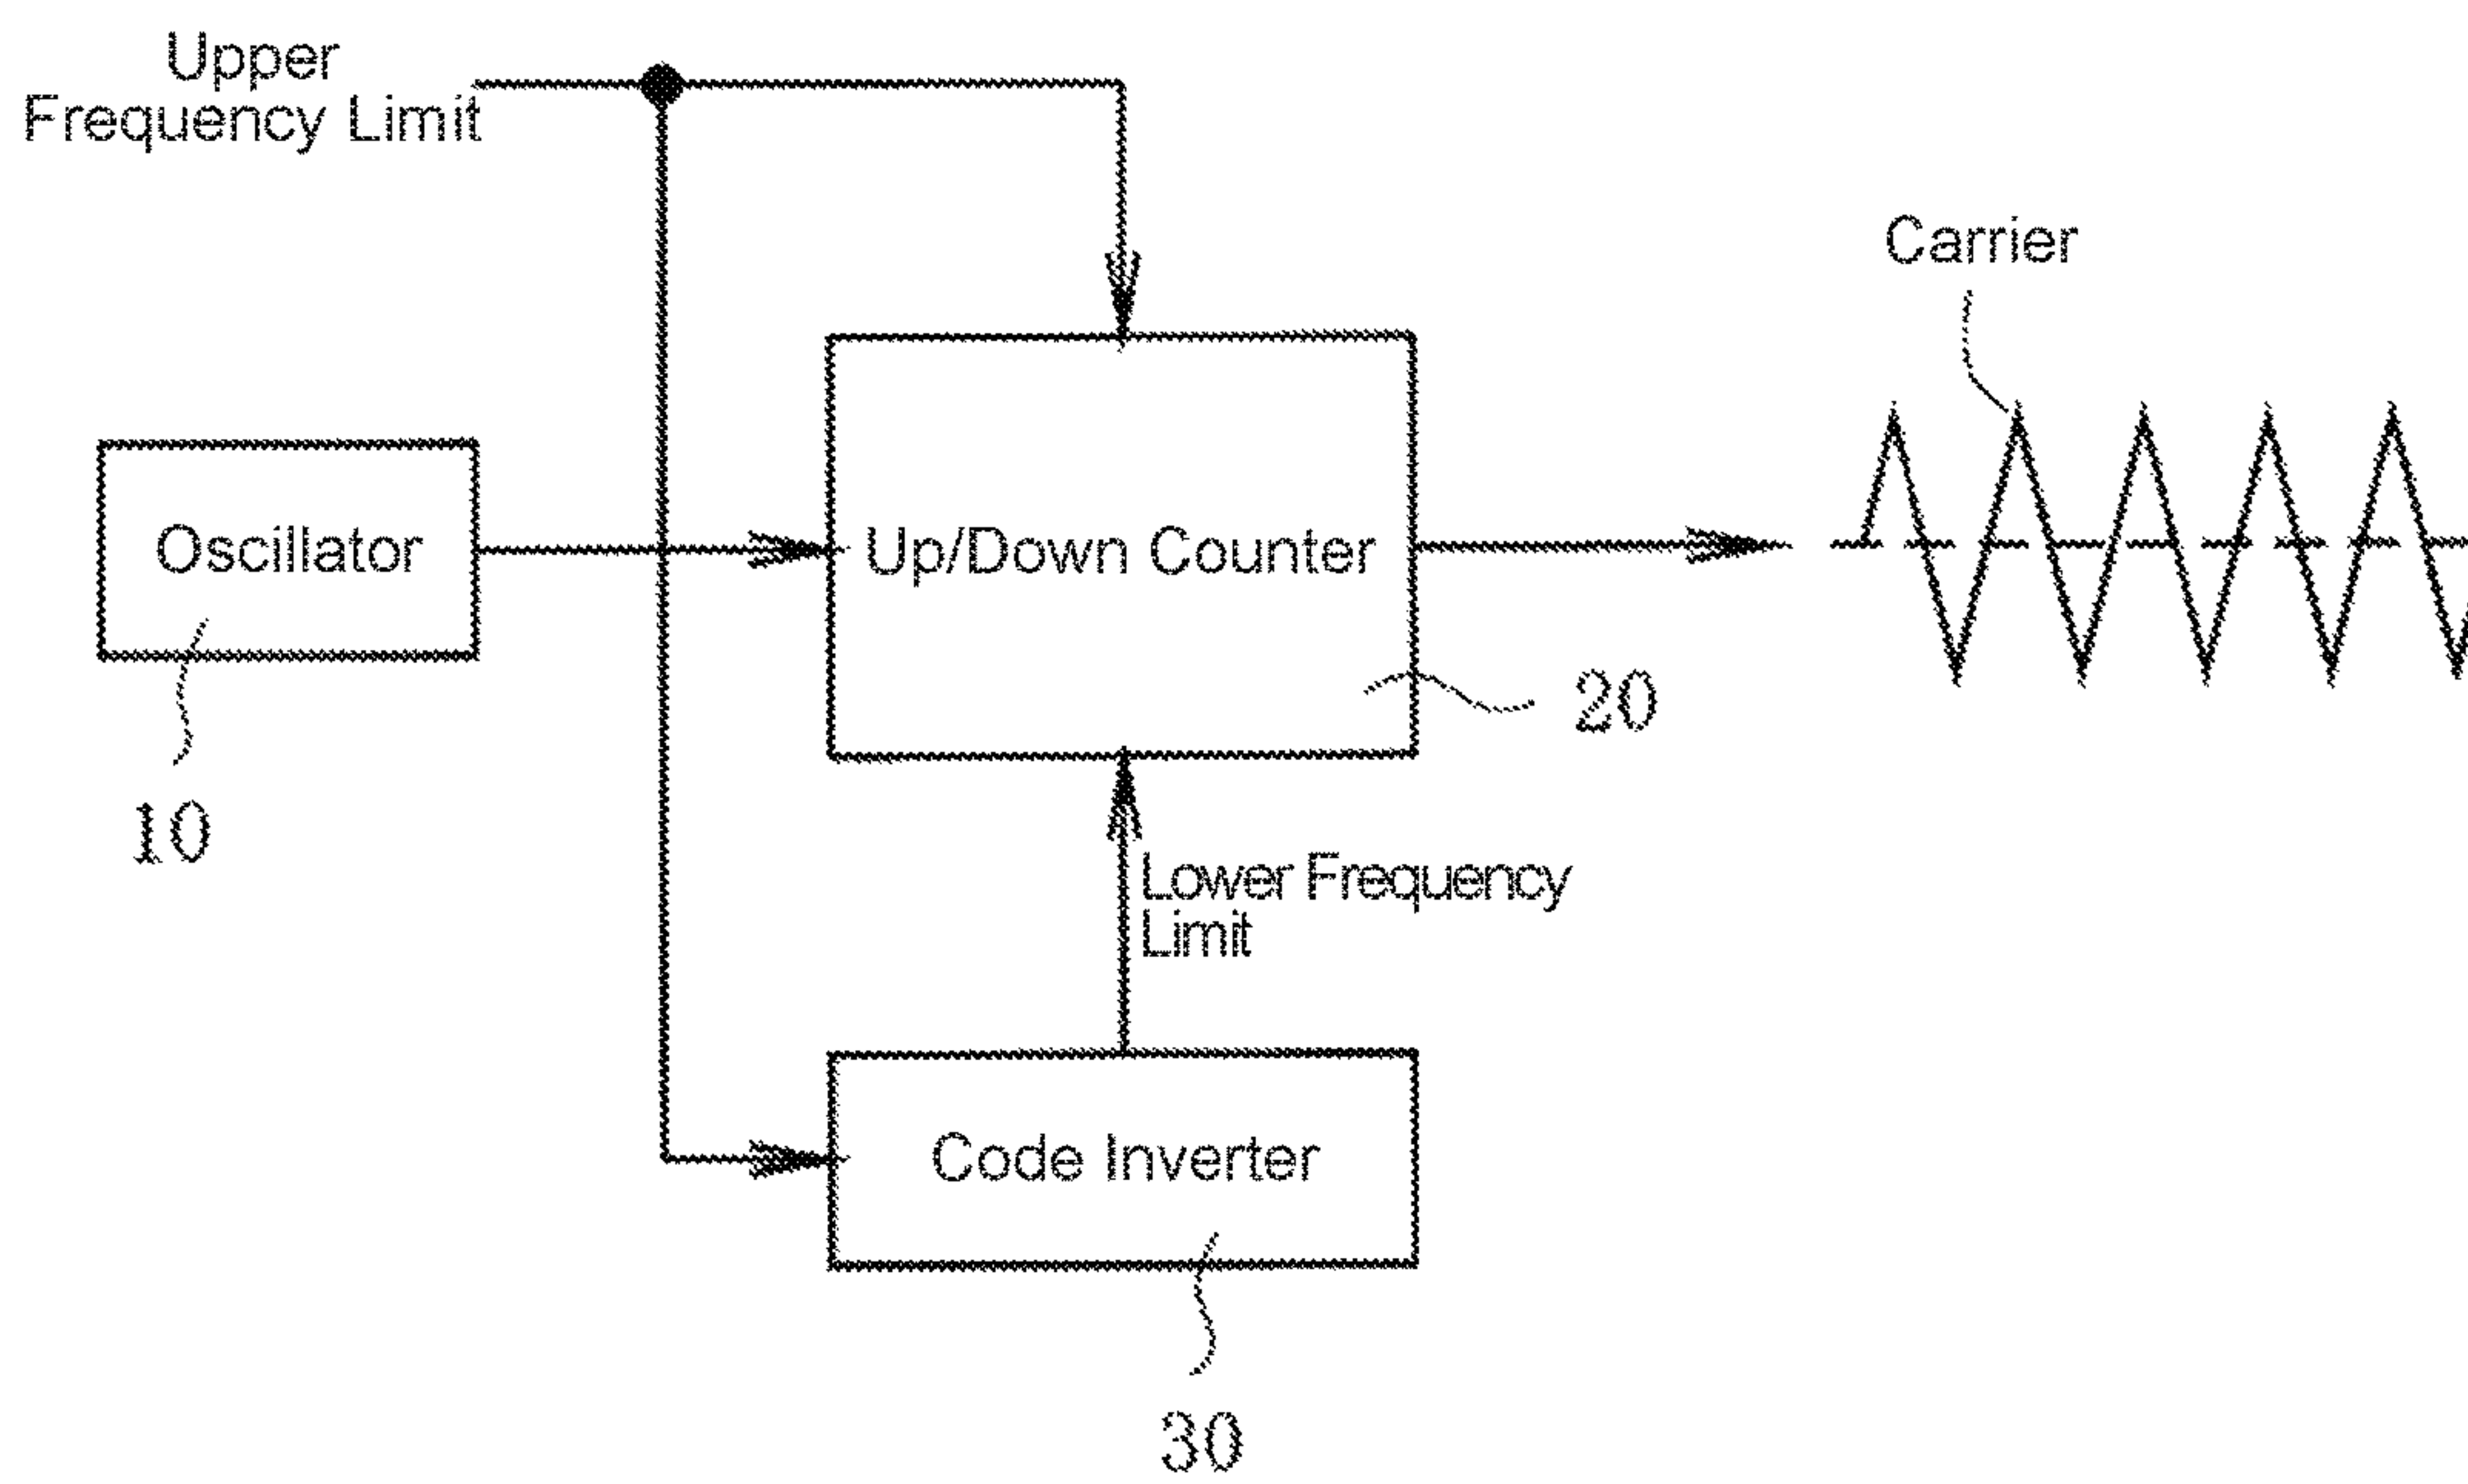 Upper
Frequency Limit
Carrier
Oscillator
Up/Down Counter
20
10
Lower Frequency
Limit
Code Inverter
30